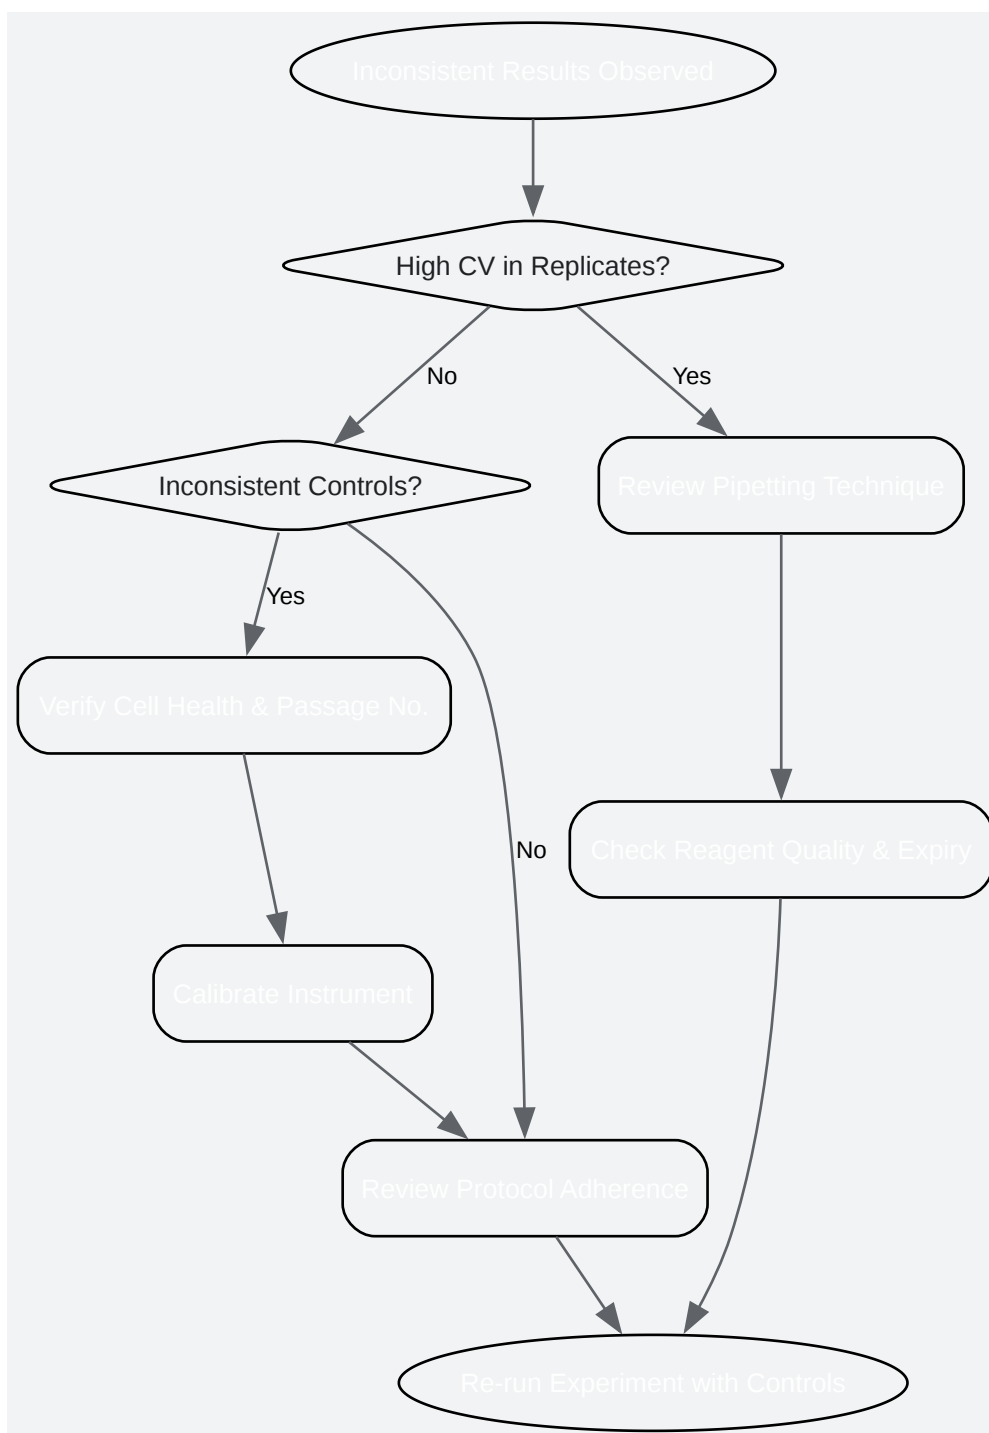 Inconsistent Results Observed
High CV in Replicates?
No
Yes
Inconsistent Controls?
Review Pipetting Technique
Yes
Verify Cell Health & Passage No.
No
Check Reagent Quality & Expiry
Calibrate Instrument
Review Protocol Adherence
Re-run Experiment with Controls